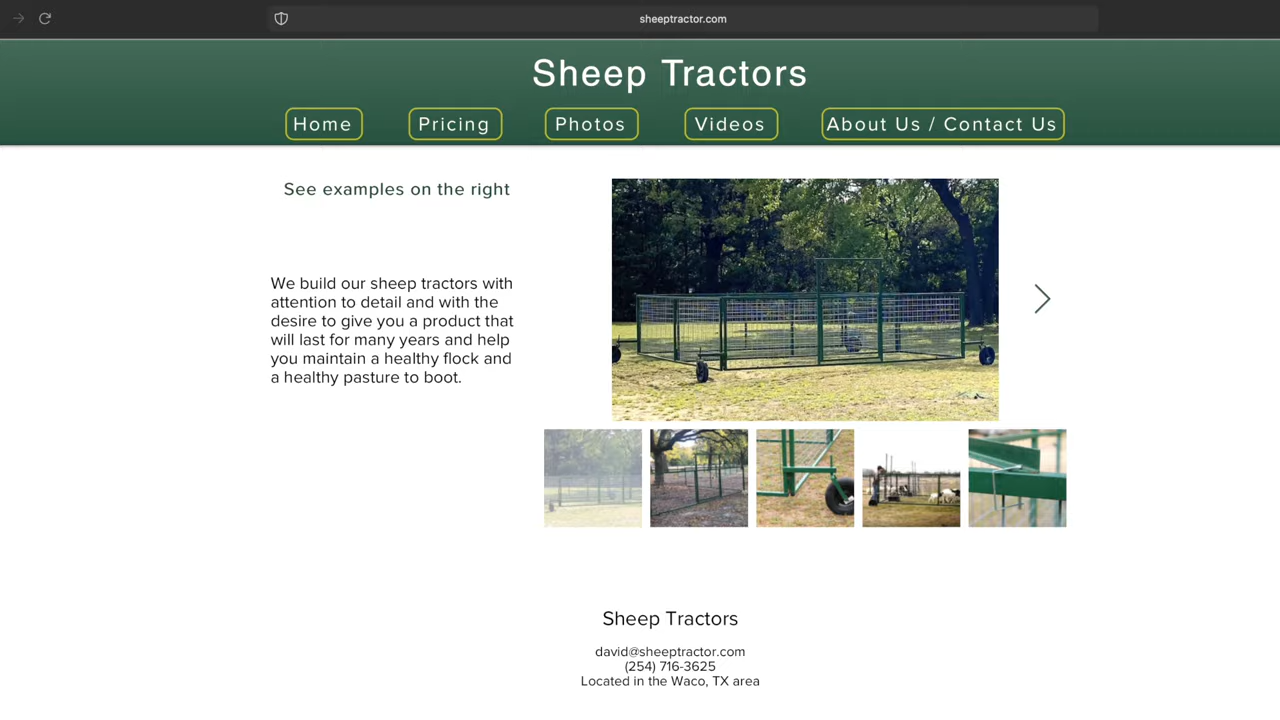 sheeptractor.com
Sheep Tractors
Home
Pricing
Photos
Videos
About Us / Contact Us
See examples on the right
We build our sheep tractors with
attention to detail and with the
desire to give you a product that
will last for many years and help
you maintain a healthy flock and
a healthy pasture to boot.
Sheep Tractors
david@sheeptractor.com
(254) 716-3625
Located in the Waco, TX area